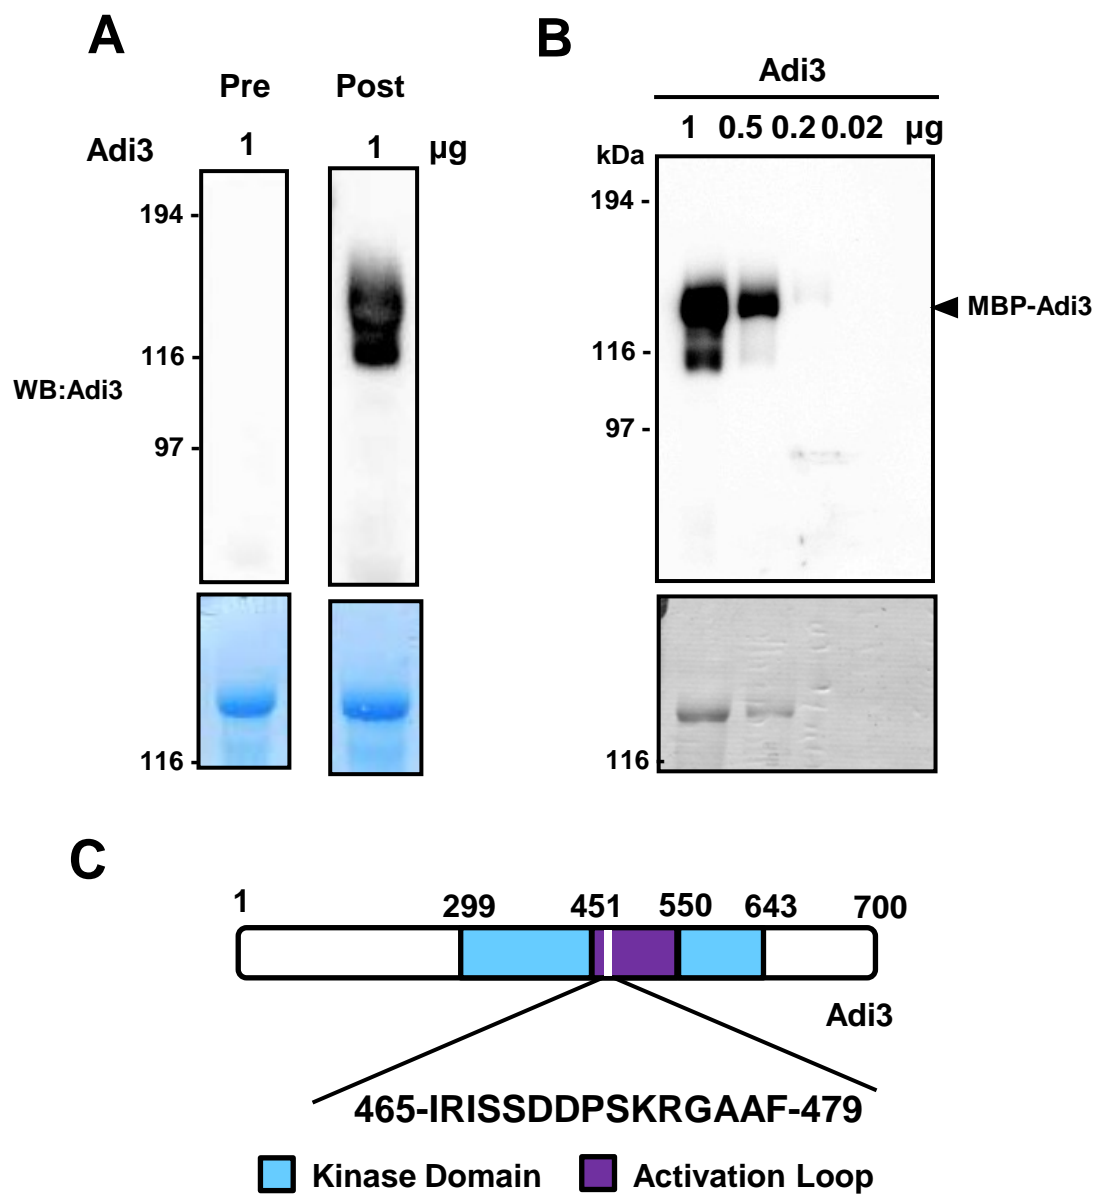 A
Pre Post
Adi3 1 1 µg
194 -
116 -
WB:Adi3
97 -
116 -
B
Adi3
1 0.5 0.2 0.02 µg
kDa
194 -
MBP-Adi3
116 -
97 -
116 -
C
1 299 451 550 643 700
Adi3
465-IRISSDDPSKRGAAF-479
Kinase Domain Activation Loop